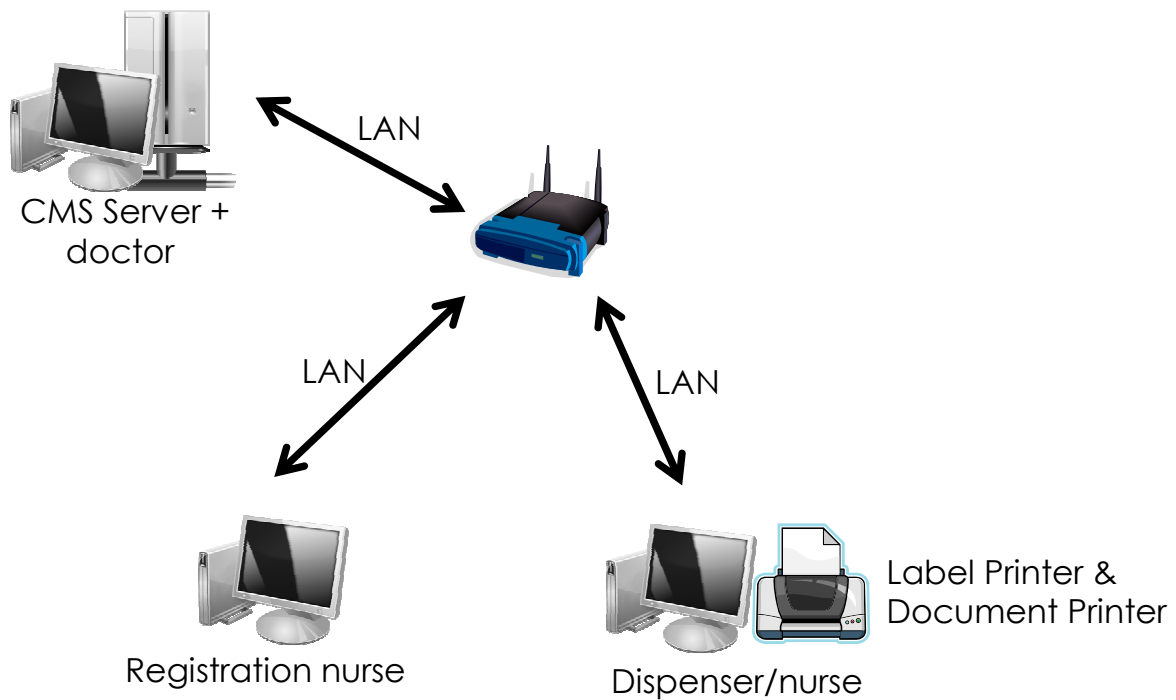 LAN
CMS Server +
doctor
LAN
LAN
Label Printer &
Document Printer
Registration nurse
Dispenser/nurse